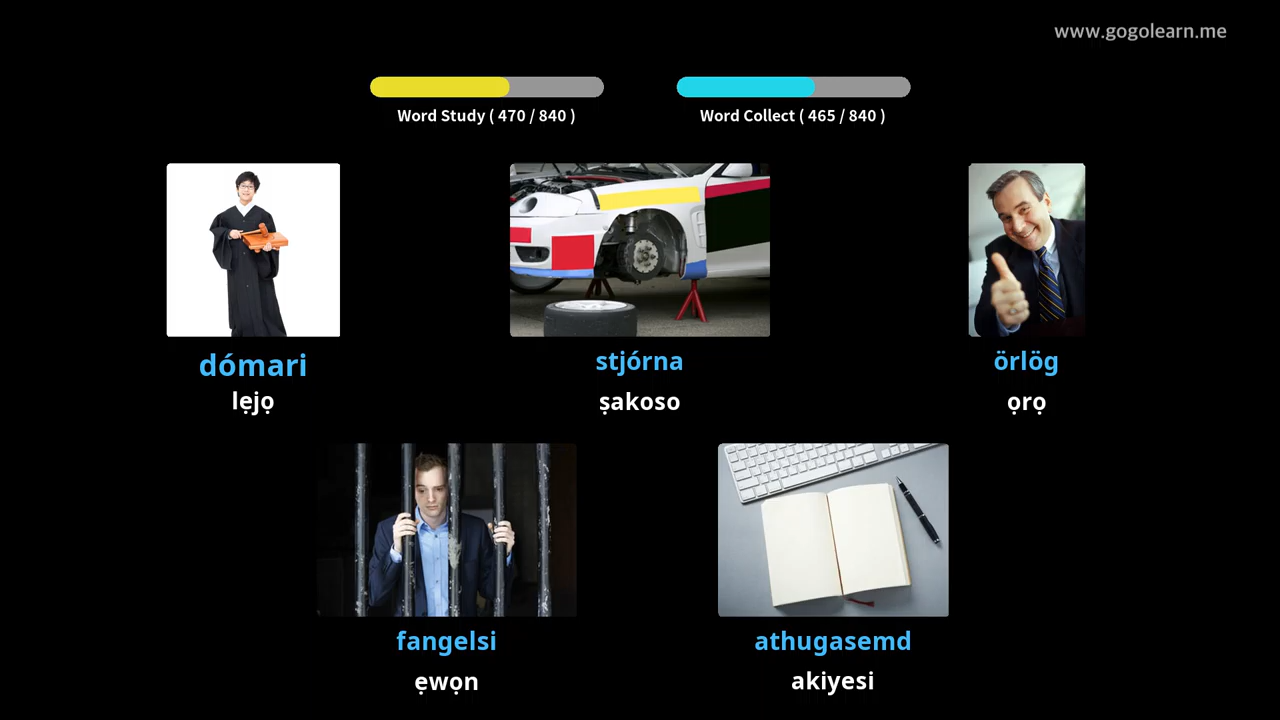 www.gogolearn.me
Word Study ( 470 / 840 )
Word Collect ( 465 / 840 )
dómari
lẹjọ
stjórna
ṣakoso
örlög
ọrọ
fangelsi
ẹwọn
athugasemd
akiyesi